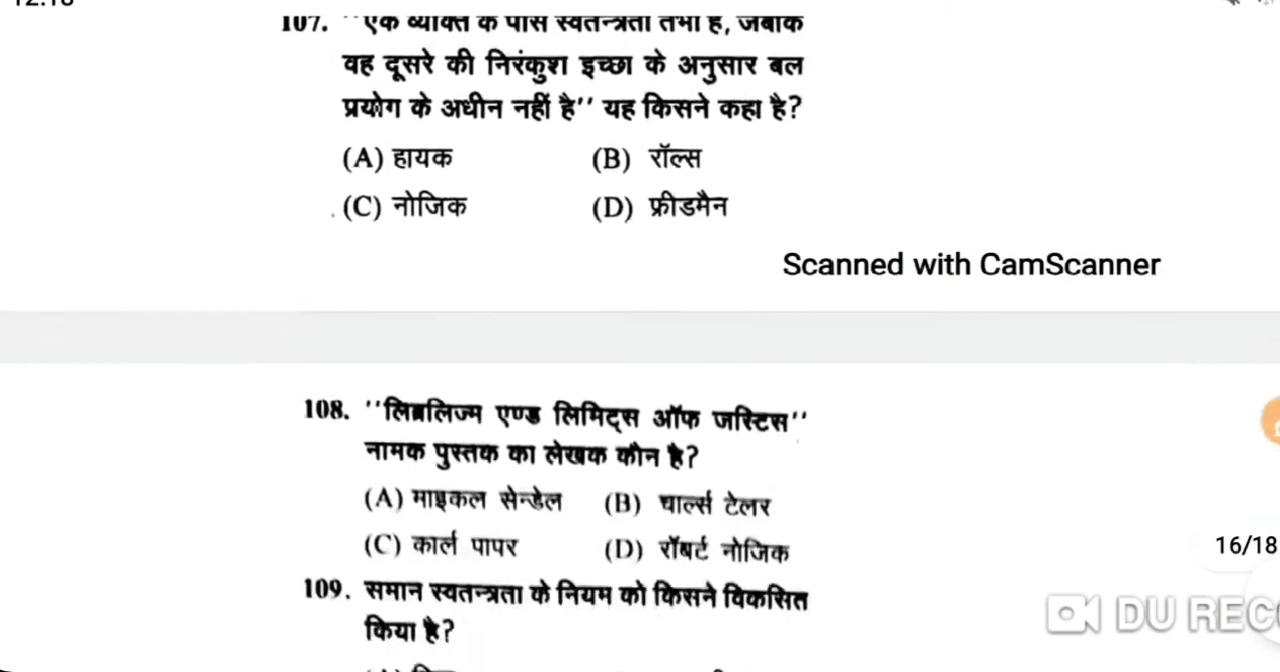 107. ''एक व्यक्ति के पास स्वतन्त्रता तभी है, जबकि
वह दूसरे की निरंकुश इच्छा के अनुसार बल
प्रयोग के अधीन नहीं है'' यह किसने कहा है?
(A) हायक (B) रॉल्स
(C) नोजिक (D) फ्रीडमैन
Scanned with CamScanner
108. ''लिब्रलिज्म एण्ड लिमिट्स ऑफ जस्टिस''
नामक पुस्तक का लेखक कौन है?
(A) माइकल सेन्डेल (B) चार्ल्स टेलर
(C) कार्ल पापर (D) रॉबर्ट नोजिक
16/18
109. समान स्वतन्त्रता के नियम को किसने विकसित
DU REC
किया है?